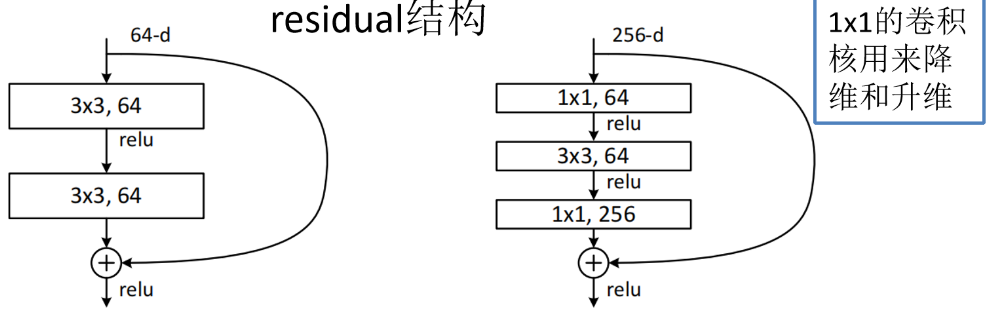 residual结构
64-d
3x3, 64
relu
3x3, 64
relu
256-d
1x1, 64
relu
3x3, 64
relu
1x1, 256
relu
1x1的卷积
核用来降
维和升维